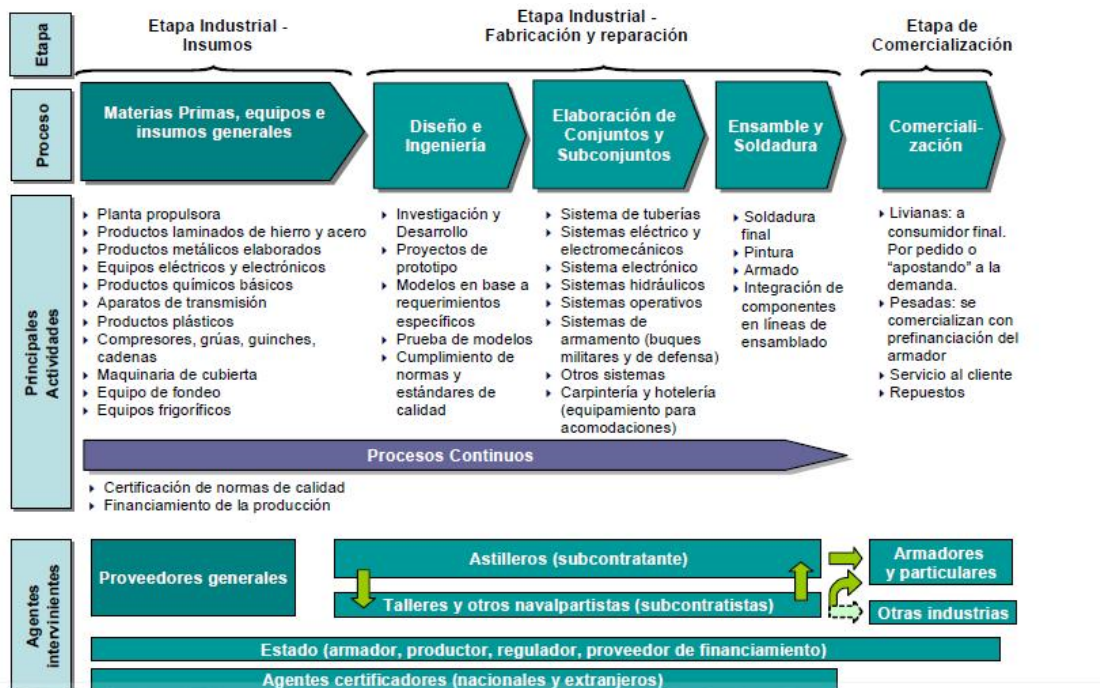 Etapa
Etapa Industrial -
Insumos
Etapa Industrial -
Fabricación y reparación
Etapa de
Comercialización
Proceso
Materias Primas, equipos e
insumos generales
Diseño e
Ingeniería
Elaboración de
Conjuntos y
Subconjuntos
Ensamble y
Soldadura
Comerciali-
zación
Principales
Actividades
Planta propulsora
Productos laminados de hierro y acero
Productos metálicos elaborados
Equipos eléctricos y electrónicos
Productos químicos básicos
Aparatos de transmisión
Productos plásticos
Compresores, grúas, guinches,
cadenas
Maquinaria de cubierta
Equipo de fondeo
Equipos frigoríficos
Investigación y
Desarrollo
Proyectos de
prototipo
Modelos en base a
requerimientos
específicos
Prueba de modelos
Cumplimiento de
normas y
estándares de
calidad
Sistema de tuberías
Sistemas eléctrico y
electromecánicos
Sistema electrónico
Sistemas hidráulicos
Sistemas operativos
Sistemas de
armamento (buques
militares y de defensa)
Otros sistemas
Carpintería y hotelería
(equipamiento para
acomodaciones)
Soldadura
final
Pintura
Armado
Integración de
componentes
en líneas de
ensamblado
Livianas: a
consumidor final.
Por pedido o
“apostando” a la
demanda.
Pesadas: se
comercializan con
prefinanciación del
armador
Servicio al cliente
Repuestos
Procesos Continuos
Certificación de normas de calidad
Financiamiento de la producción
Agentes
intervinientes
Proveedores generales
Astilleros (subcontratante)
Talleres y otros navalpartistas (subcontratistas)
Armadores
y particulares
Otras industrias
Estado (armador, productor, regulador, proveedor de financiamiento)
Agentes certificadores (nacionales y extranjeros)